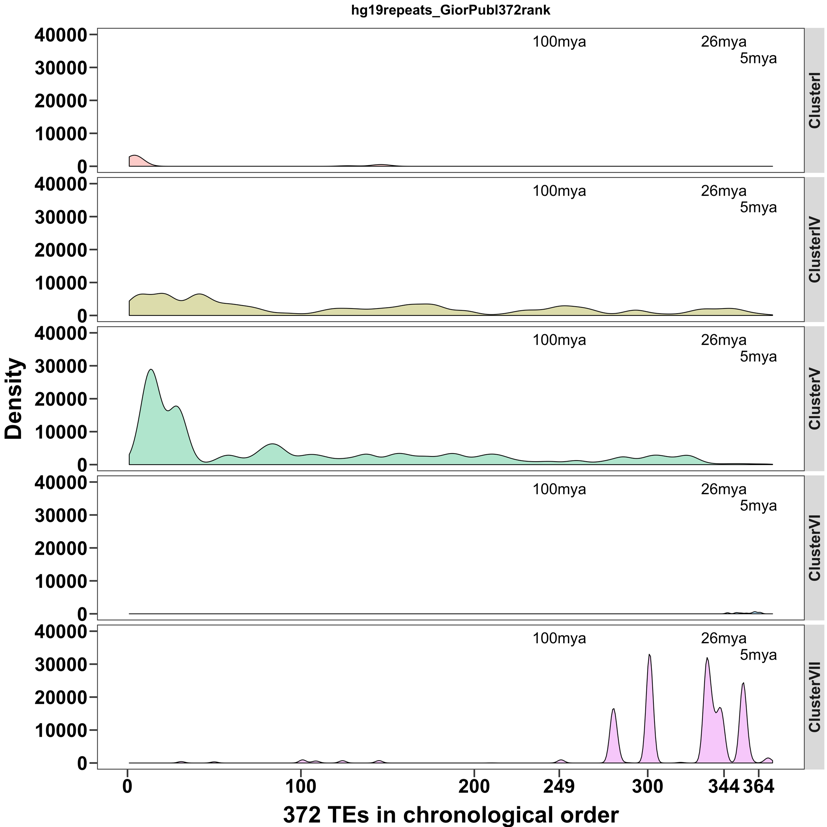 hg19repeats_GiorPubl372rank
40000
30000
20000
10000
0
100mya
26mya
5mya
ClusterI
40000
30000
20000
10000
0
100mya
26mya
5mya
ClusterIV
40000
30000
20000
10000
0
100mya
26mya
5mya
ClusterV
40000
30000
20000
10000
0
100mya
26mya
5mya
ClusterVI
40000
30000
20000
10000
0
100mya
26mya
5mya
ClusterVII
Density
0 100 200 249 300 344 364
372 TEs in chronological order